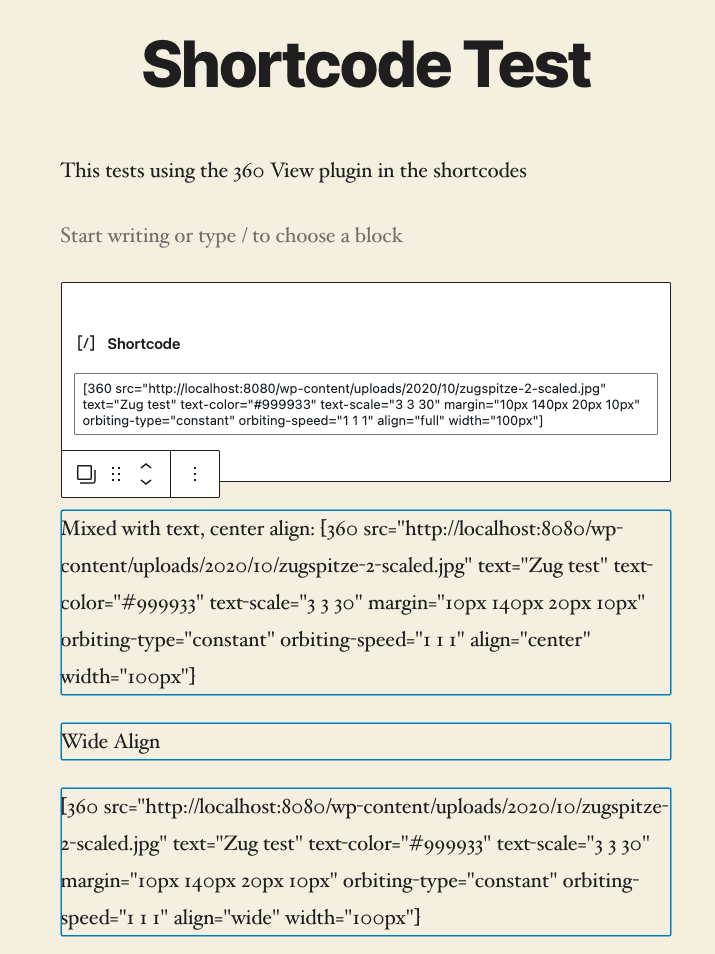 Shortcode Test
This tests using the 360 View plugin in the shortcodes
Start writing or type / to choose a block
[/] Shortcode
[360 src="http://localhost:8080/wp-content/uploads/2020/10/zugspitze-2-scaled.jpg"
text="Zug test" text-color="#999933" text-scale="3 3 30" margin="10px 140px 20px 10px"
orbiting-type="constant" orbiting-speed="1 1 1" align="full" width="100px"]
Mixed with text, center align: [360 src="http://localhost:8080/wp-
content/uploads/2020/10/zugspitze-2-scaled.jpg" text="Zug test" text-
color="#999933" text-scale="3 3 30" margin="10px 140px 20px 10px"
orbiting-type="constant" orbiting-speed="1 1 1" align="center"
width="100px"]
Wide Align
[360 src="http://localhost:8080/wp-content/uploads/2020/10/zugspitze-
2-scaled.jpg" text="Zug test" text-color="#999933" text-scale="3 3 30"
margin="10px 140px 20px 10px" orbiting-type="constant" orbiting-
speed="1 1 1" align="wide" width="100px"]